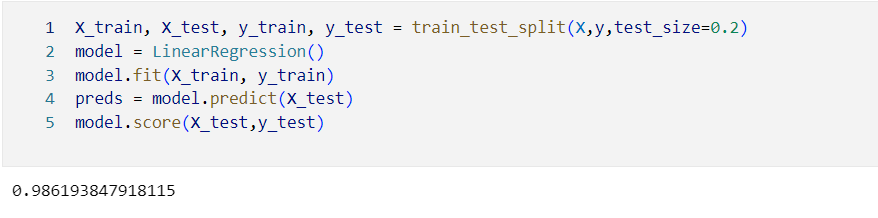 1 X_train, X_test, y_train, y_test = train_test_split(X,y,test_size=0.2)
2 model = LinearRegression()
3 model.fit(X_train, y_train)
4 preds = model.predict(X_test)
5 model.score(X_test,y_test)
0.986193847918115